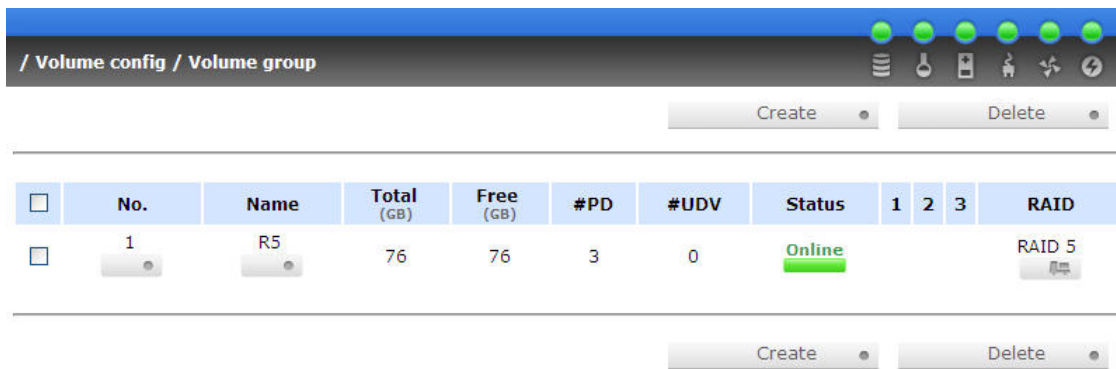 / Volume config / Volume group
Create Delete
No. Name Total (GB) Free (GB) #PD #UDV Status 1 2 3 RAID
1 R5 76 76 3 0 Online RAID 5
Create Delete